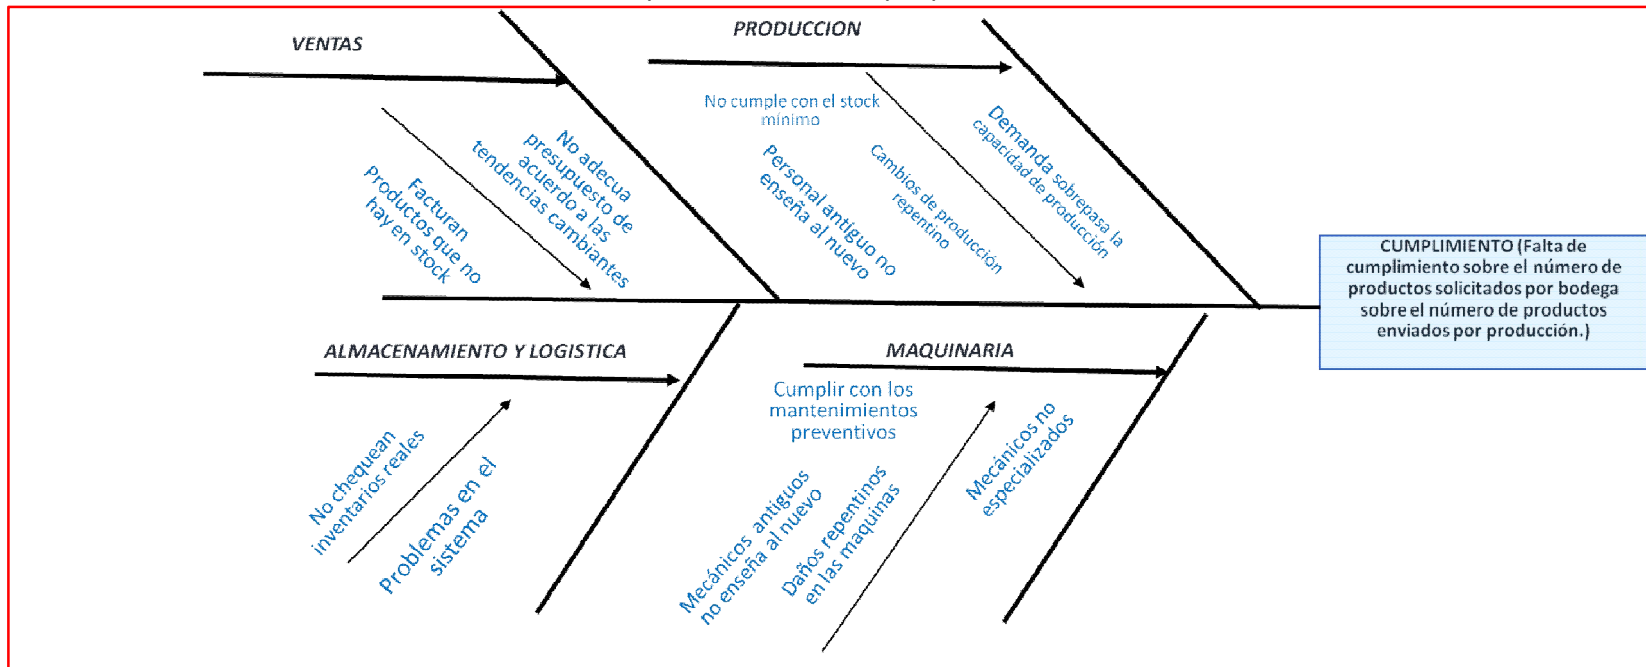 VENTAS
Facturan
Productos que no
hay en stock
No adecua
presupuesto de
acuerdo a las
tendencias cambiantes
PRODUCCION
No cumple con el stock
mínimo
Personal antiguo no
enseña al nuevo
Cambios de producción
repentino
Demanda sobrepasa la
capacidad de producción
CUMPLIMIENTO (Falta de
cumplimiento sobre el número de
productos solicitados por bodega
sobre el número de productos
enviados por producción.)
ALMACENAMIENTO Y LOGISTICA
No chequean
inventarios reales
Problemas en el
sistema
MAQUINARIA
Cumplir con los
mantenimientos
preventivos
Mecánicos antiguos
no enseña al nuevo
Daños repentinos
en las maquinas
Mecánicos no
especializados